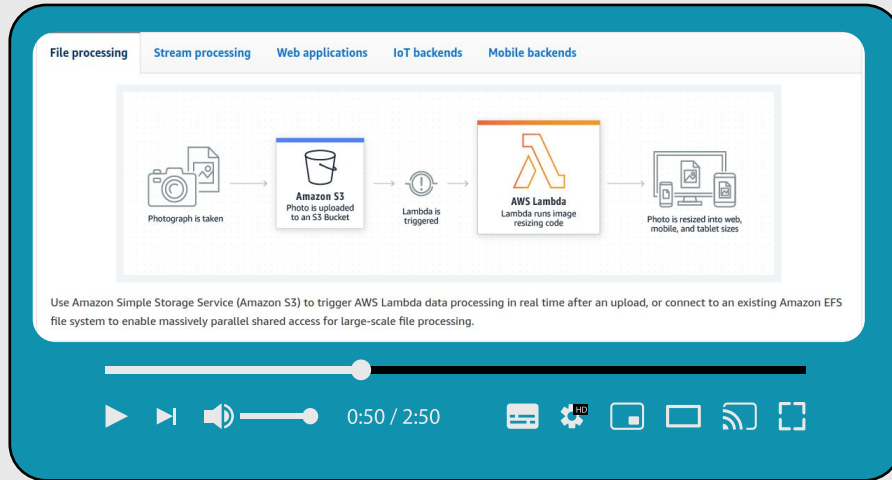 File processing Stream processing Web applications IoT backends Mobile backends
Photograph is taken
Amazon S3
Photo is uploaded
to an S3 Bucket
Lambda is
triggered
AWS Lambda
Lambda runs image
resizing code
Photo is resized into web,
mobile, and tablet sizes
Use Amazon Simple Storage Service (Amazon S3) to trigger AWS Lambda data processing in real time after an upload, or connect to an existing Amazon EFS
file system to enable massively parallel shared access for large-scale file processing.
0:50 / 2:50 HD